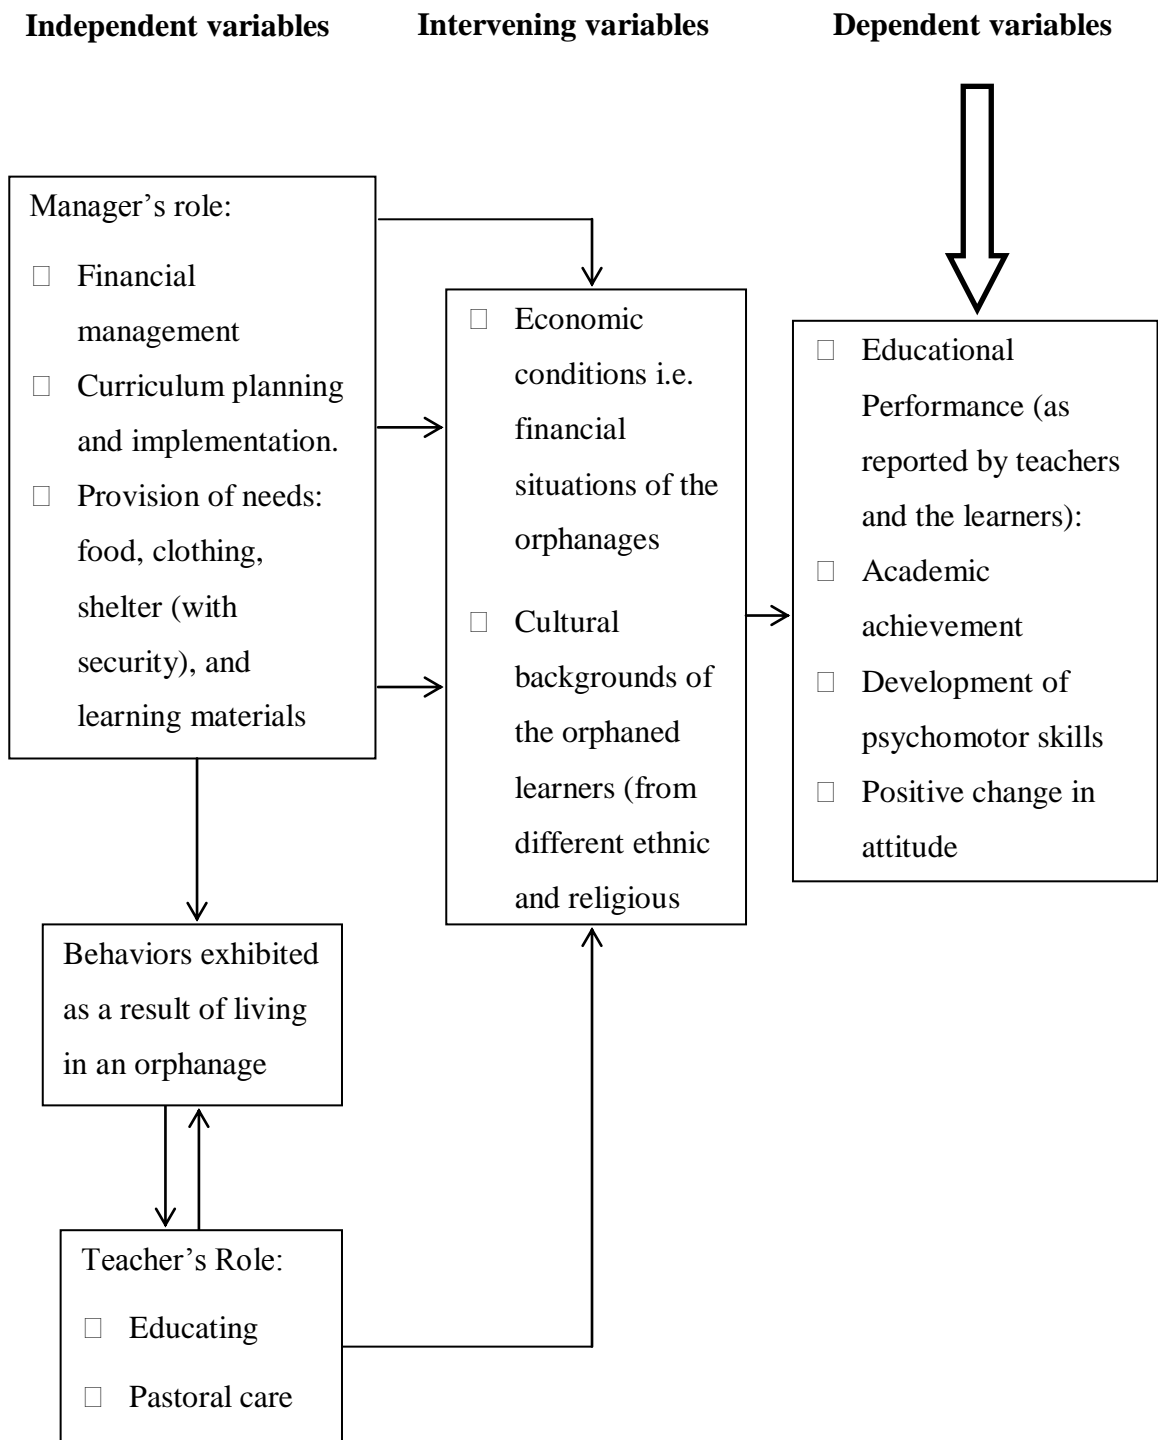 Independent variables
Intervening variables
Dependent variables
Manager’s role:
Financial
management
Curriculum planning
and implementation.
Provision of needs:
food, clothing,
shelter (with
security), and
learning materials
Economic
conditions i.e.
financial
situations of the
orphanages
Cultural
backgrounds of
the orphaned
learners (from
different ethnic
and religious
Educational
Performance (as
reported by teachers
and the learners):
Academic
achievement
Development of
psychomotor skills
Positive change in
attitude
Behaviors exhibited
as a result of living
in an orphanage
Teacher’s Role:
Educating
Pastoral care